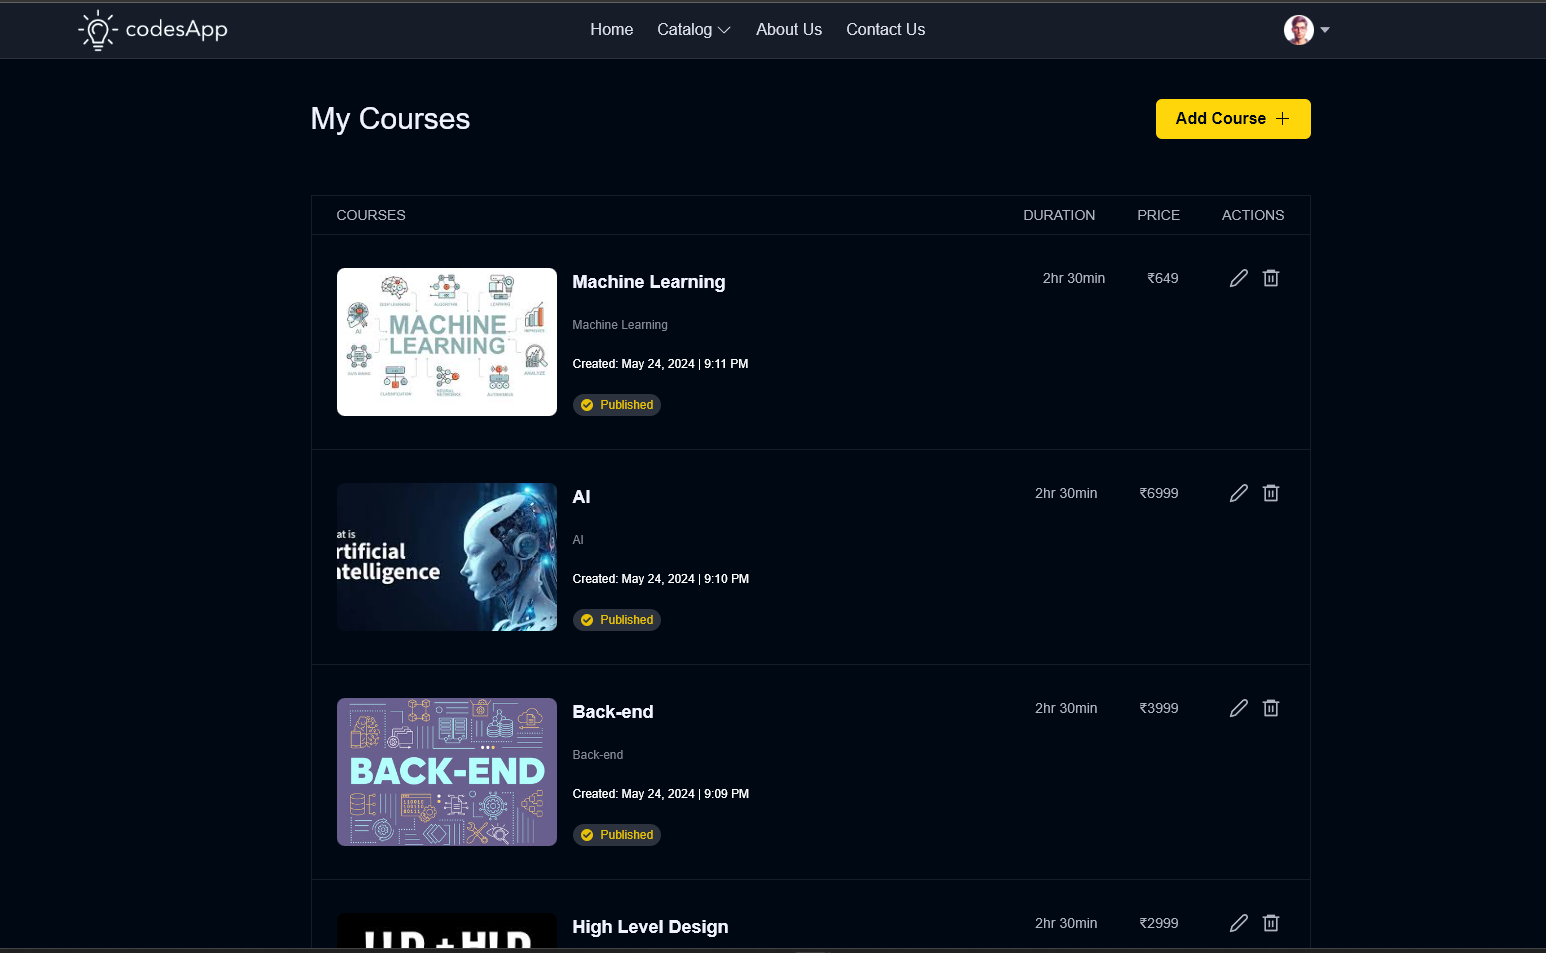 codesApp
Home Catalog About Us Contact Us
My Courses
Add Course +
COURSES DURATION PRICE ACTIONS
MACHINE
LEARNING
AI
ANALYZE
Machine Learning 2hr 30min ₹649
Machine Learning
Created: May 24, 2024 | 9:11 PM
Published
at is
rtificial
ntelligence
AI 2hr 30min ₹6999
AI
Created: May 24, 2024 | 9:10 PM
Published
BACK-END
Back-end 2hr 30min ₹3999
Back-end
Created: May 24, 2024 | 9:09 PM
Published
High Level Design 2hr 30min ₹2999